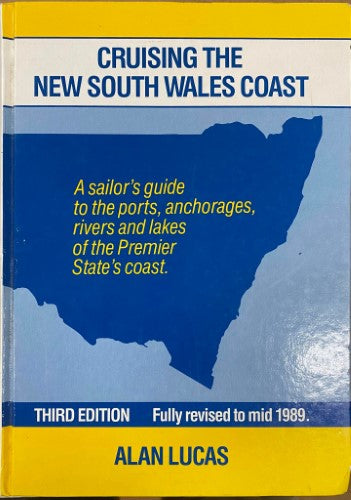 CRUISING THE
NEW SOUTH WALES COAST
A sailor's guide
to the ports, anchorages,
rivers and lakes
of the Premier
State's coast.
THIRD EDITION Fully revised to mid 1989.
ALAN LUCAS